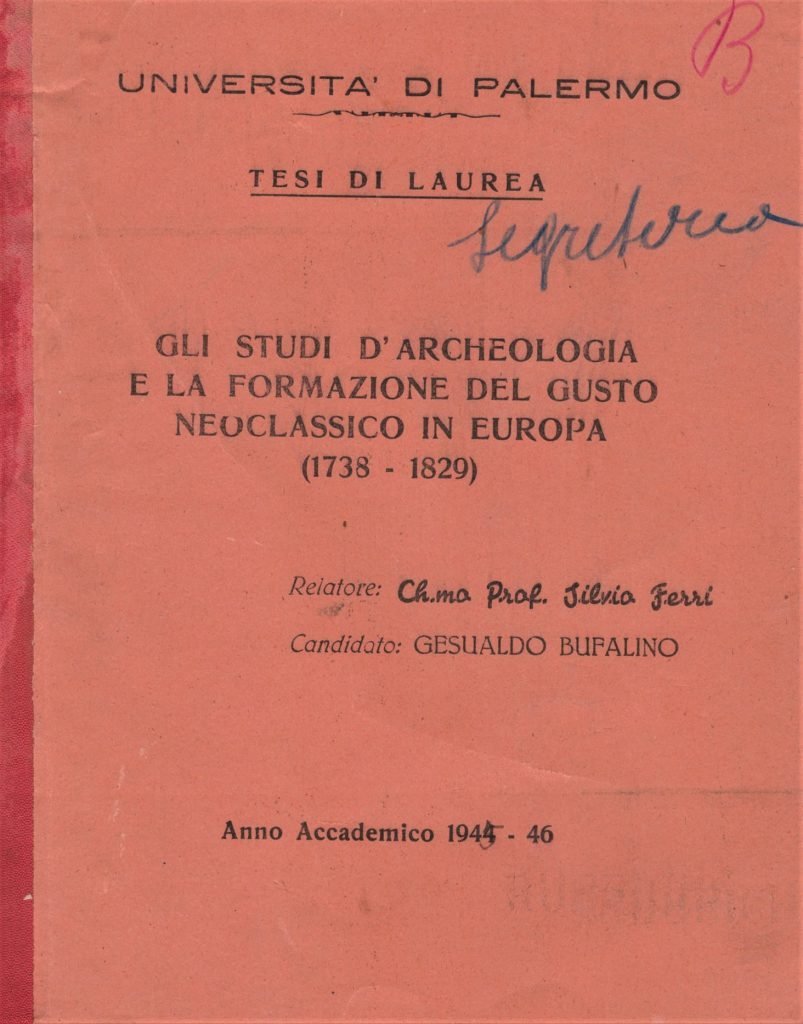 B
UNIVERSITA' DI PALERMO
TESI DI LAUREA
Segreteria
GLI STUDI D'ARCHEOLOGIA
E LA FORMAZIONE DEL GUSTO
NEOCLASSICO IN EUROPA
(1738 - 1829)
Relatore: Ch.mo Prof. Silvio Ferri
Candidato: GESUALDO BUFALINO
Anno Accademico 1945 - 46